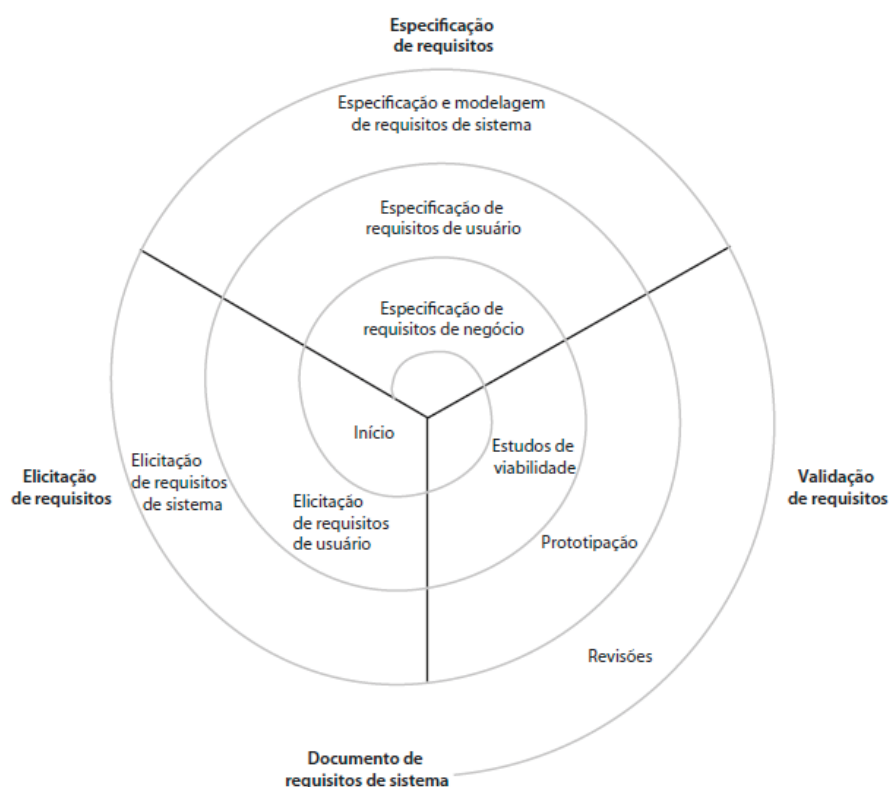 Especificação
de requisitos
Especificação e modelagem
de requisitos de sistema
Especificação de
requisitos de usuário
Especificação de
requisitos de negócio
Início
Estudos de
viabilidade
Elicitação
de requisitos
Elicitação
de requisitos
de sistema
Elicitação
de requisitos
de usuário
Validação
de requisitos
Prototipação
Revisões
Documento de
requisitos de sistema